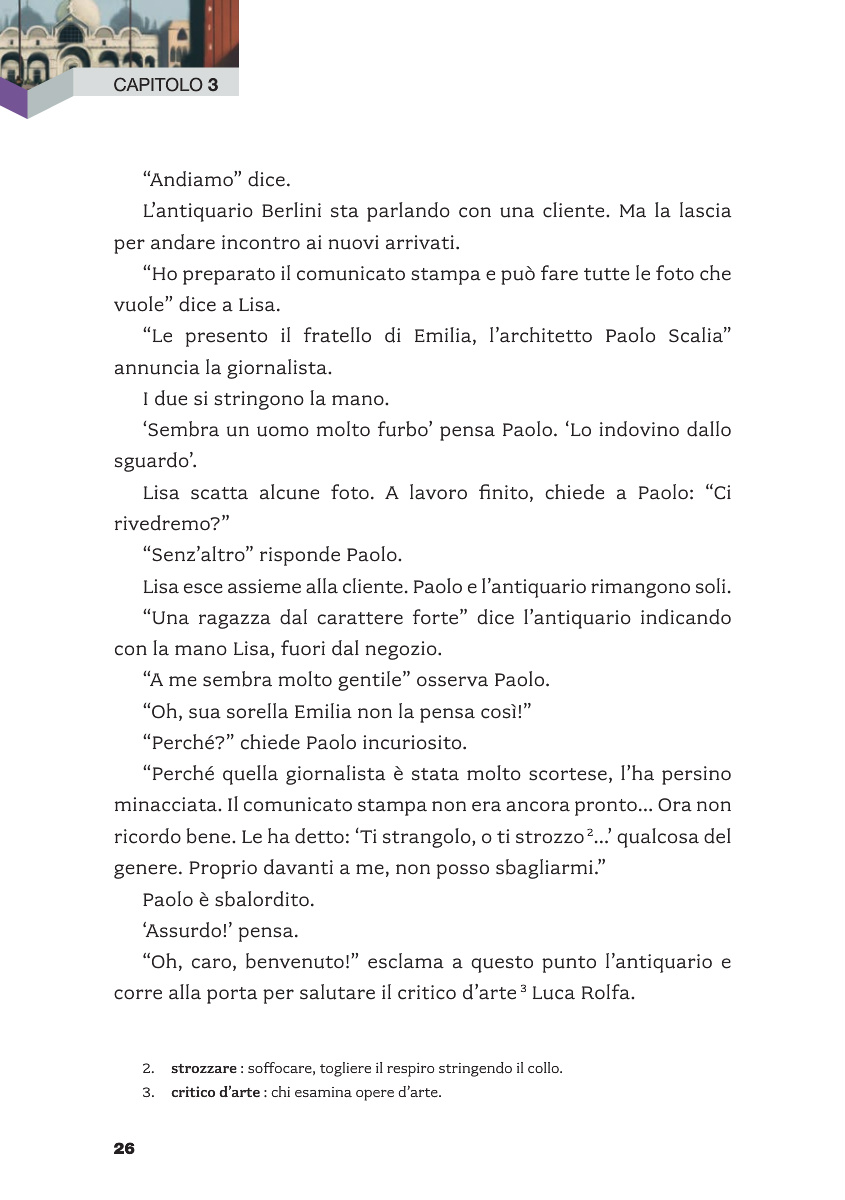 CAPITOLO 3
“Andiamo” dice.
L’antiquario Berlini sta parlando con una cliente. Ma la lascia
per andare incontro ai nuovi arrivati.
“Ho preparato il comunicato stampa e può fare tutte le foto che
vuole” dice a Lisa.
“Le presento il fratello di Emilia, l’architetto Paolo Scalia”
annuncia la giornalista.
I due si stringono la mano.
‘Sembra un uomo molto furbo’ pensa Paolo. ‘Lo indovino dallo
sguardo’.
Lisa scatta alcune foto. A lavoro finito, chiede a Paolo: “Ci
rivedremo?”
“Senz’altro” risponde Paolo.
Lisa esce assieme alla cliente. Paolo e l’antiquario rimangono soli.
“Una ragazza dal carattere forte” dice l’antiquario indicando
con la mano Lisa, fuori dal negozio.
“A me sembra molto gentile” osserva Paolo.
“Oh, sua sorella Emilia non la pensa così!”
“Perché?” chiede Paolo incuriosito.
“Perché quella giornalista è stata molto scortese, l’ha persino
minacciata. Il comunicato stampa non era ancora pronto... Ora non
ricordo bene. Le ha detto: ‘Ti strangolo, o ti strozzo ²...’ qualcosa del
genere. Proprio davanti a me, non posso sbagliarmi.”
Paolo è sbalordito.
‘Assurdo!’ pensa.
“Oh, caro, benvenuto!” esclama a questo punto l’antiquario e
corre alla porta per salutare il critico d’arte ³ Luca Rolfa.
2. strozzare : soffocare, togliere il respiro stringendo il collo.
3. critico d’arte : chi esamina opere d’arte.
26